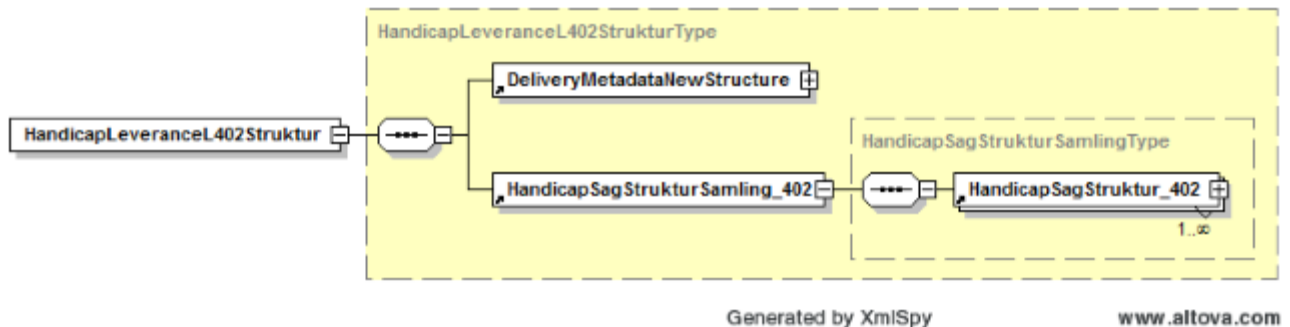 HandicapLeveranceL402StrukturType
DeliveryMetadataNewStructure
HandicapLeveranceL402Struktur
HandicapSagStrukturSamlingType
HandicapSagStrukturSamling_402
HandicapSagStruktur_402
1..∞
Generated by XmlSpy www.altova.com